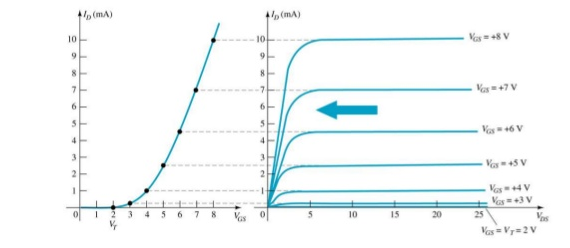 I_D (mA)
10
9
8
7
6
5
4
3
2
1
0 1 2 3 4 5 6 7 8 V_GS
V_T
I_D (mA)
10
9
8
7
6
5
4
3
2
1
0 5 10 15 20 25 V_DS
V_GS = +8 V
V_GS = +7 V
V_GS = +6 V
V_GS = +5 V
V_GS = +4 V
V_GS = +3 V
V_GS = V_T = 2 V